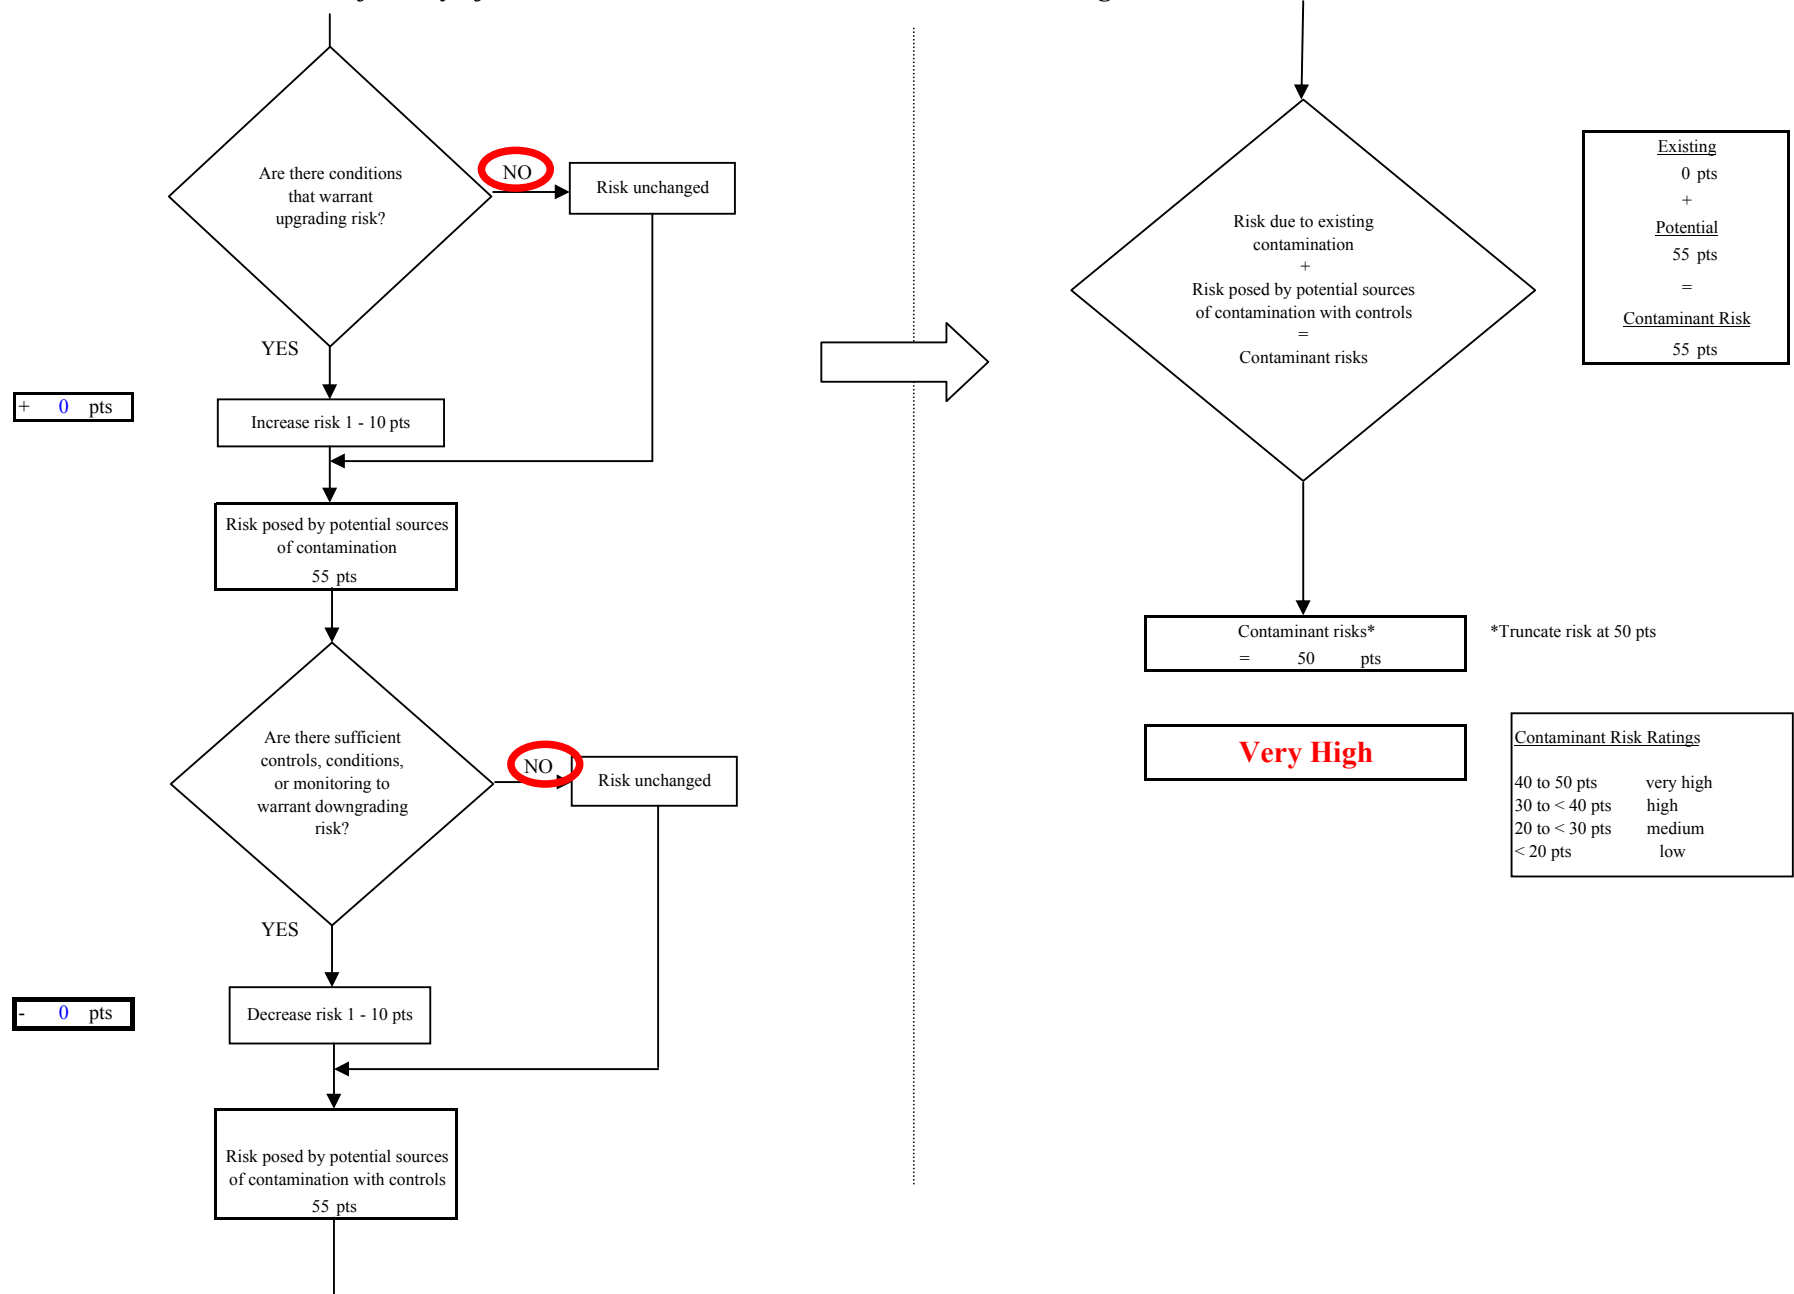 Are there conditions
that warrant
upgrading risk?
NO
Risk unchanged
YES
+ 0 pts
Increase risk 1 - 10 pts
Risk posed by potential sources
of contamination
55 pts
Are there sufficient
controls, conditions,
or monitoring to
warrant downgrading
risk?
NO
Risk unchanged
YES
- 0 pts
Decrease risk 1 - 10 pts
Risk posed by potential sources
of contamination with controls
55 pts
Risk due to existing
contamination
+
Risk posed by potential sources
of contamination with controls
=
Contaminant risks
Existing
0 pts
+
Potential
55 pts
=
Contaminant Risk
55 pts
Contaminant risks*
= 50 pts
*Truncate risk at 50 pts
Very High
Contaminant Risk Ratings
40 to 50 pts very high
30 to < 40 pts high
20 to < 30 pts medium
< 20 pts low